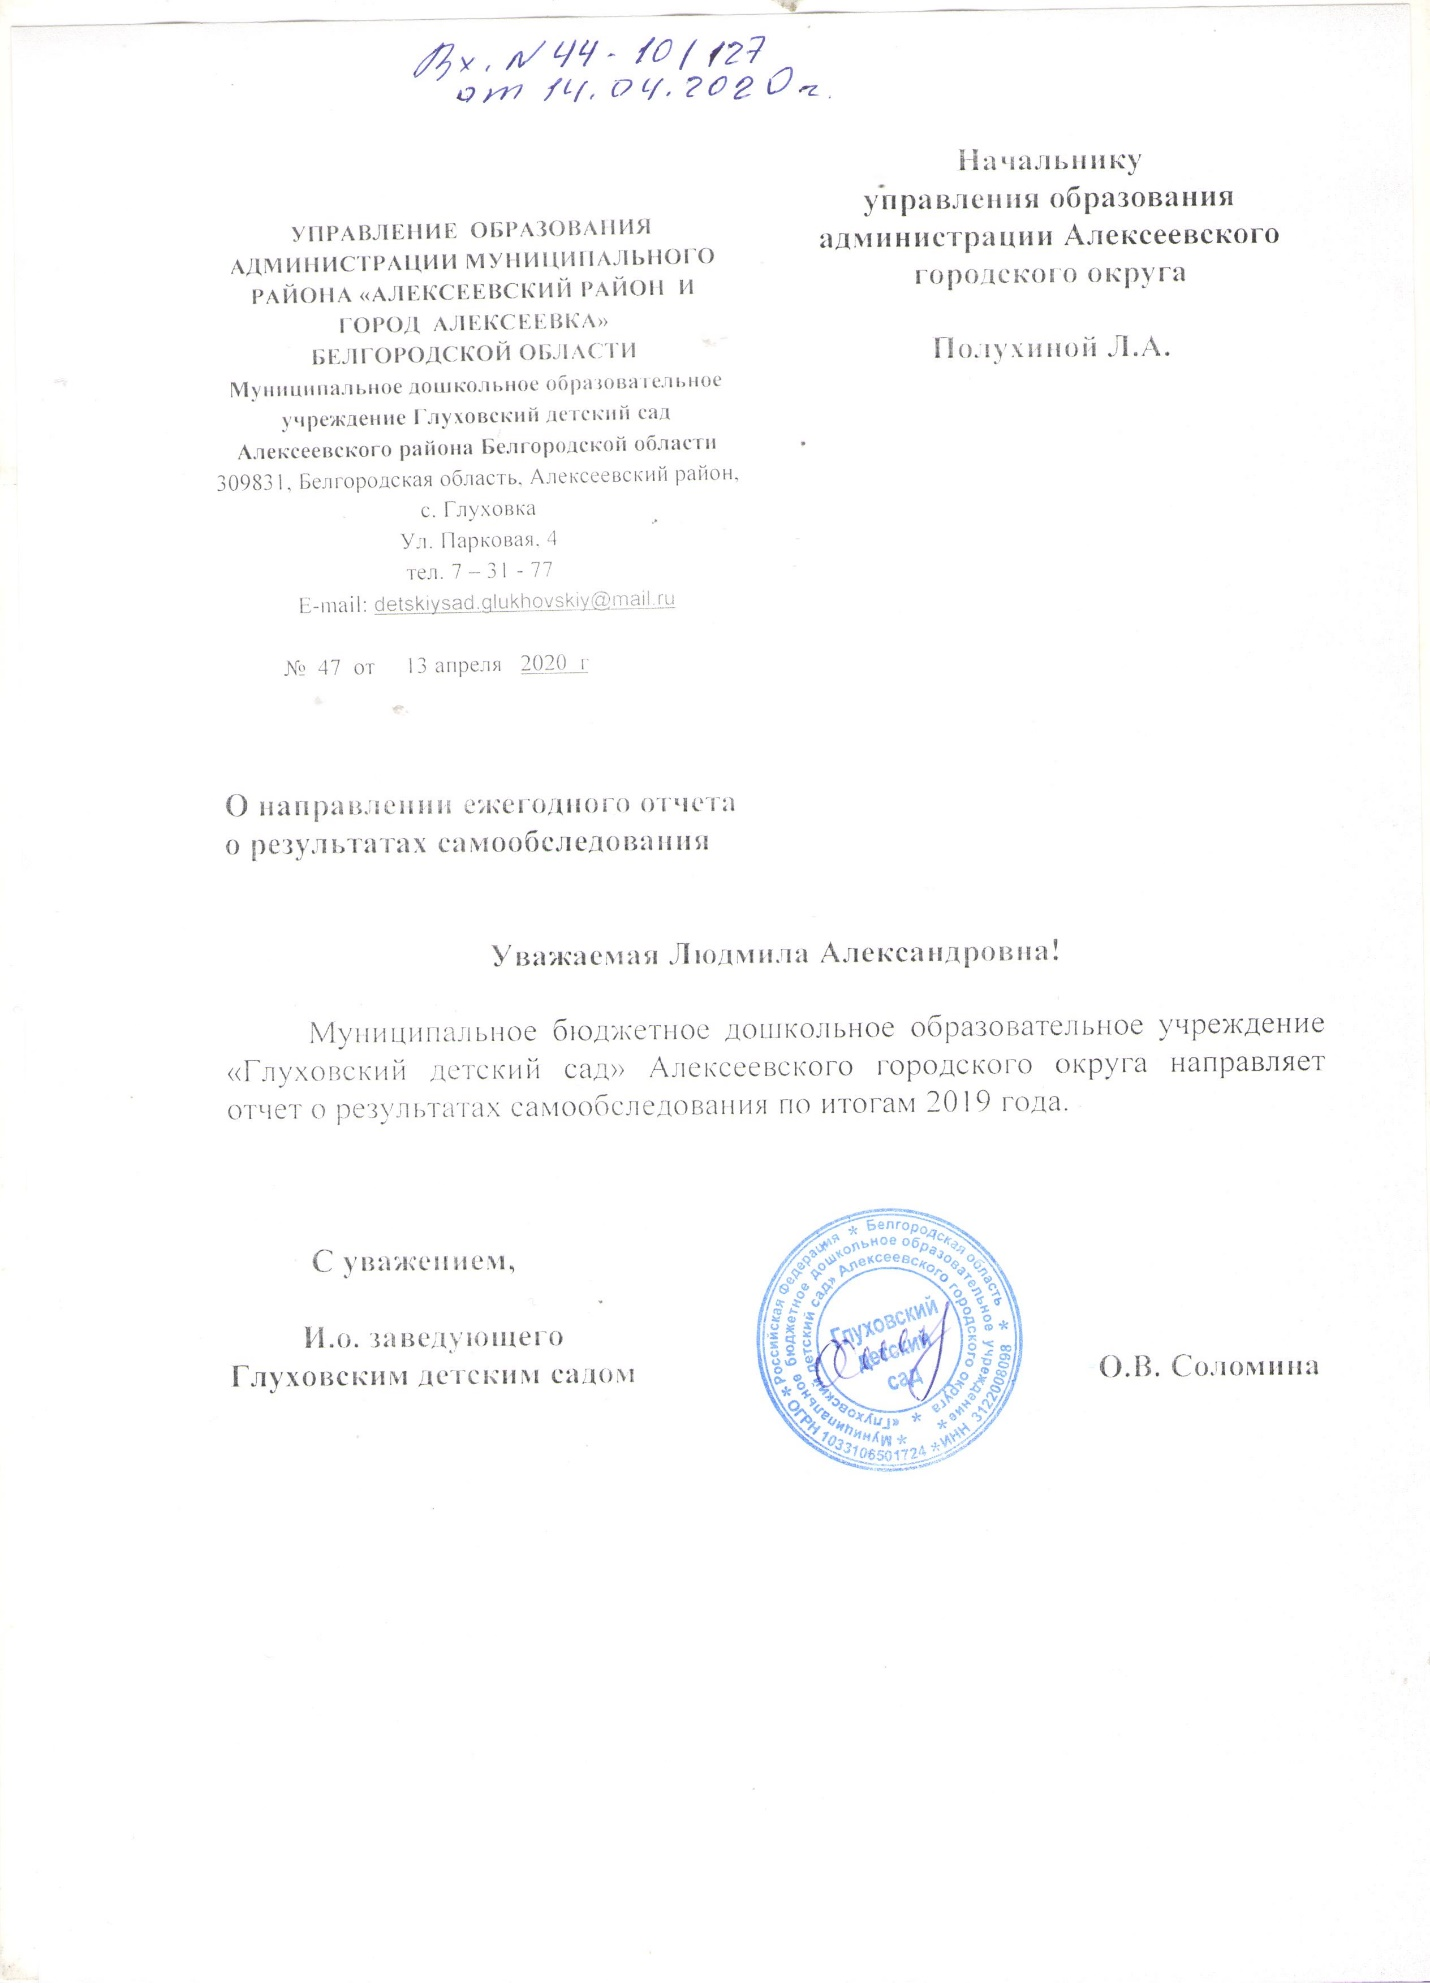 Вх. N 44-10/127
от 14.04.2020г.
УПРАВЛЕНИЕ ОБРАЗОВАНИЯ
АДМИНИСТРАЦИИ МУНИЦИПАЛЬНОГО
РАЙОНА «АЛЕКСЕЕВСКИЙ РАЙОН И
ГОРОД АЛЕКСЕЕВКА»
БЕЛГОРОДСКОЙ ОБЛАСТИ
Муниципальное дошкольное образовательное
учреждение Глуховский детский сад
Алексеевского района Белгородской области
309831, Белгородская область, Алексеевский район,
с. Глуховка
Ул. Парковая. 4
тел. 7 – 31 - 77
E-mail: detskiysad.glukhovskiy@mail.ru
№ 47 от 13 апреля 2020 г
Начальнику
управления образования
администрации Алексеевского
городского округа
Полухиной Л.А.
О направлении ежегодного отчета
о результатах самообследования
Уважаемая Людмила Александровна!
Муниципальное бюджетное дошкольное образовательное учреждение
«Глуховский детский сад» Алексеевского городского округа направляет
отчет о результатах самообследования по итогам 2019 года.
С уважением,
И.о. заведующего
Глуховским детским садом
О.В. Соломина
* Российская Федерация * Белгородская область *
* ОГРН 1033106501724 * ИНН 3122008098
* Муниципальное бюджетное дошкольное образовательное учреждение *
«Глуховский детский сад» Алексеевского городского округа *
Глуховский
детский
сад